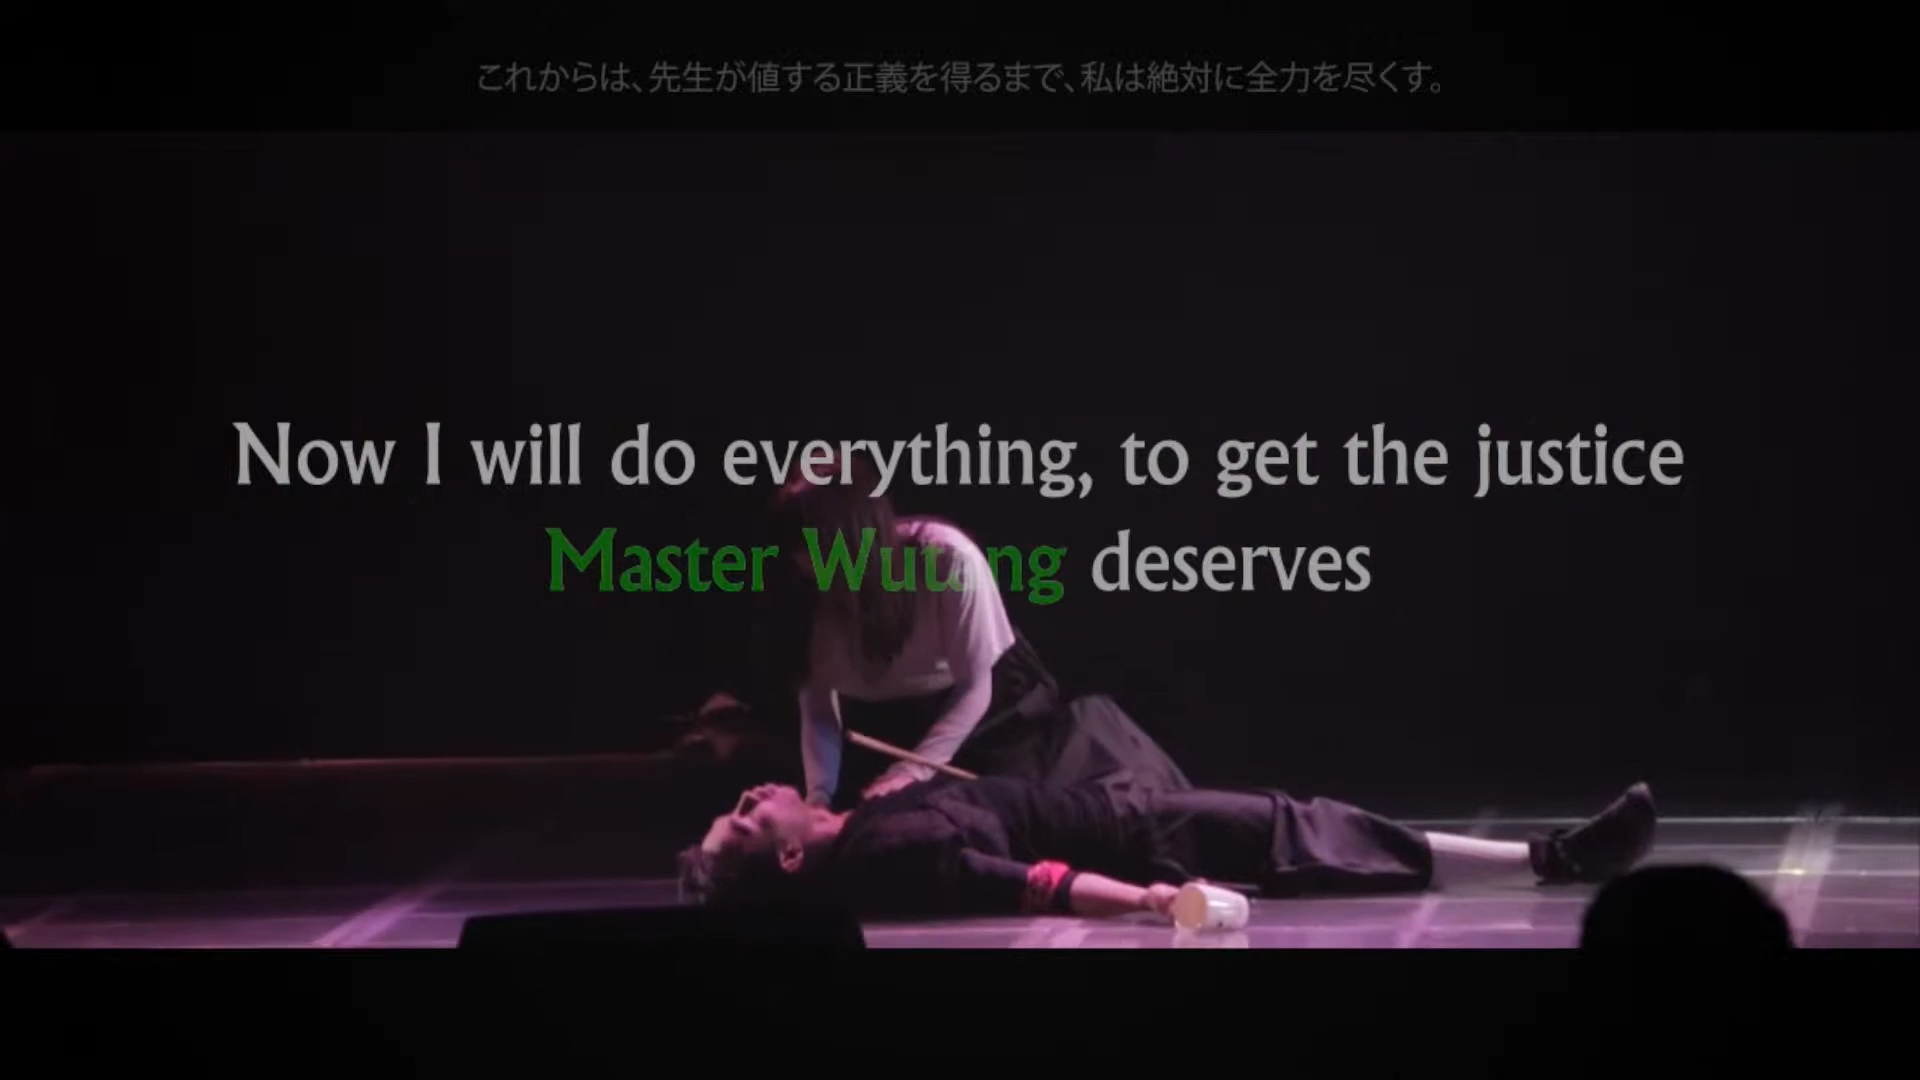 これからは、先生が値する正義を得るまで、私は絶対に全力を尽くす。
Now I will do everything, to get the justice
Master Wutang deserves